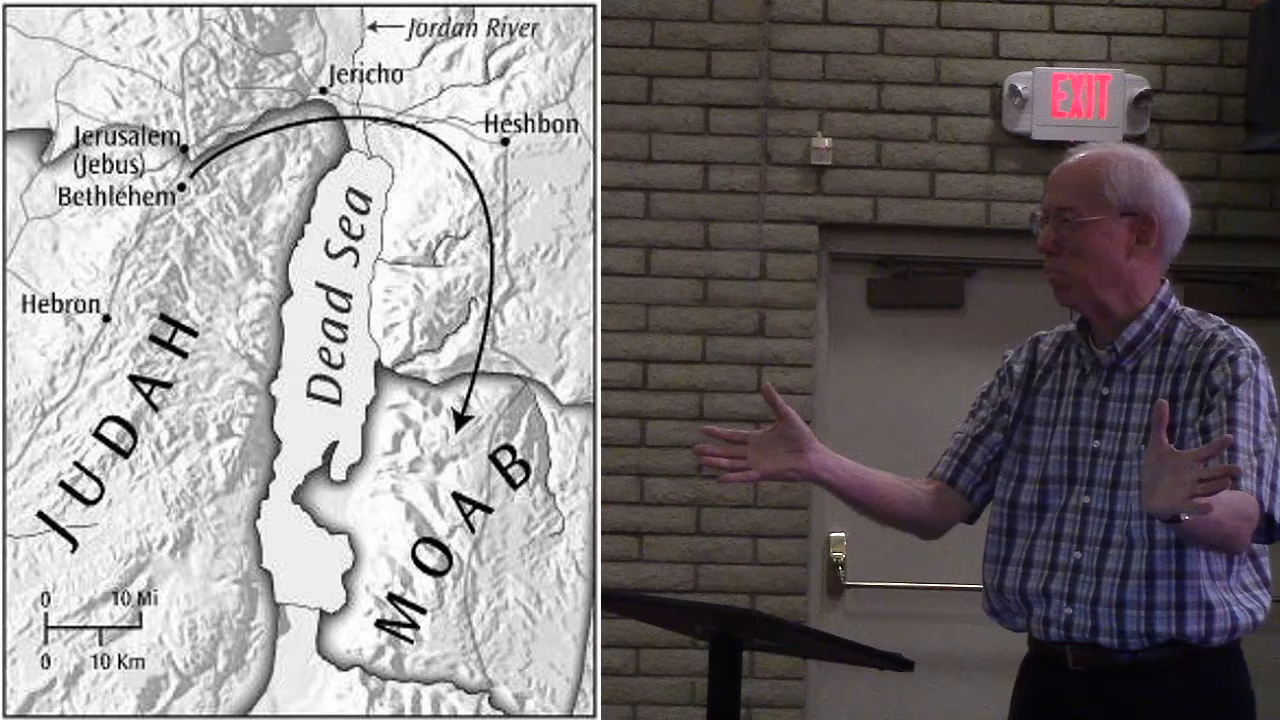 Jordan River
Jericho
Heshbon
Jerusalem
(Jebus)
Bethlehem
Dead Sea
Hebron
JUDAH
MOAB
0 10 Mi
0 10 Km
EXIT